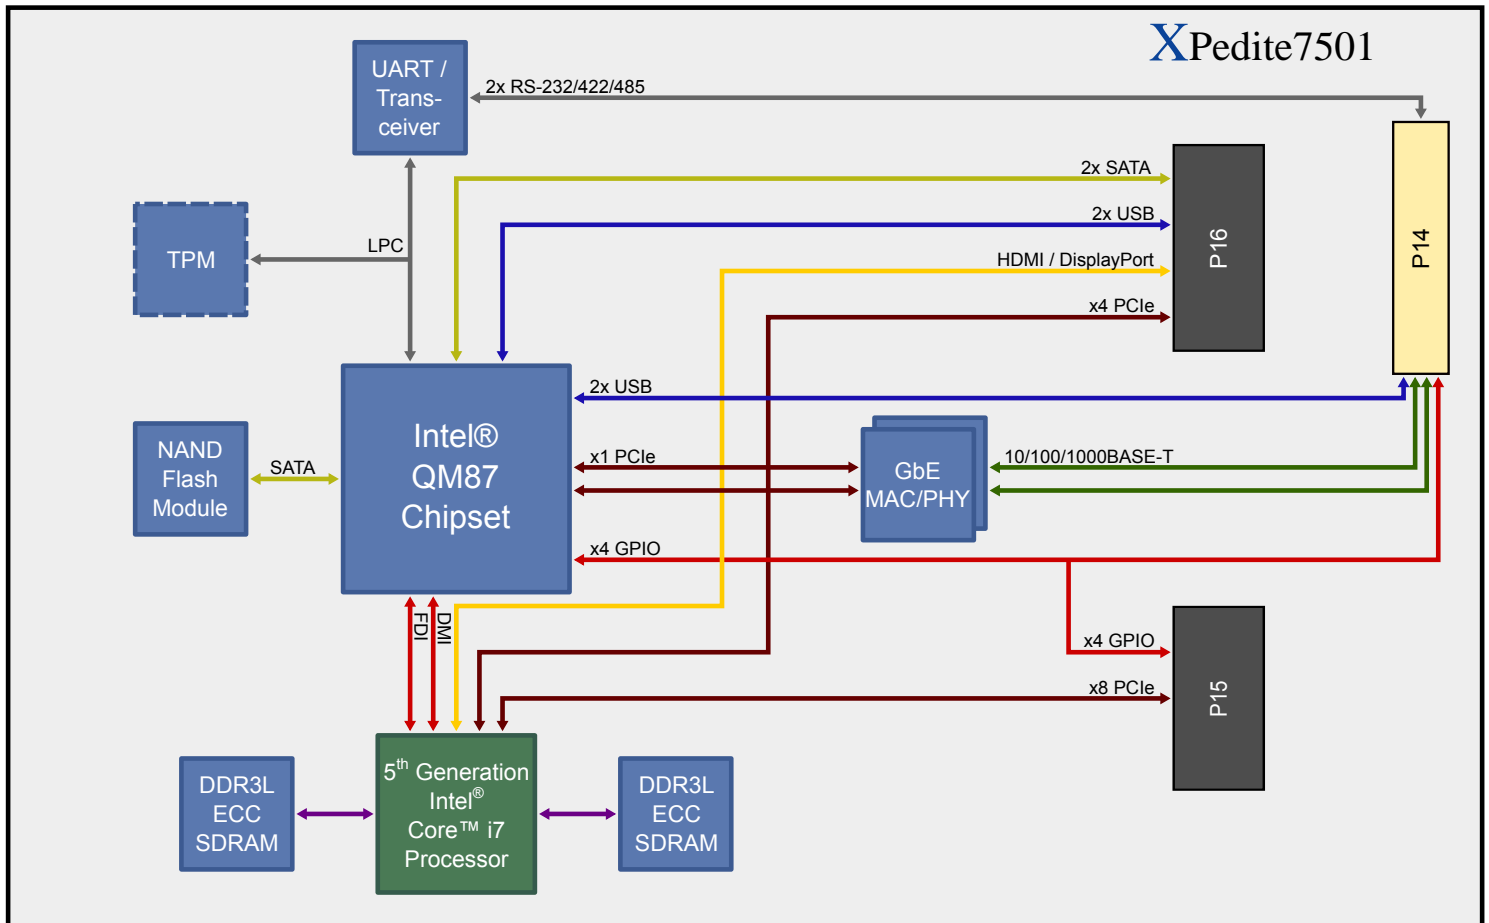 XPedite7501
UART /
Trans-
ceiver
2x RS-232/422/485
2x SATA
2x USB
HDMI / DisplayPort
x4 PCIe
P16
P14
TPM
LPC
Intel®
QM87
Chipset
2x USB
NAND
Flash
Module
SATA
x1 PCIe
GbE
MAC/PHY
10/100/1000BASE-T
x4 GPIO
FDI
DMI
x4 GPIO
x8 PCIe
P15
DDR3L
ECC
SDRAM
5th Generation
Intel®
Core™ i7
Processor
DDR3L
ECC
SDRAM